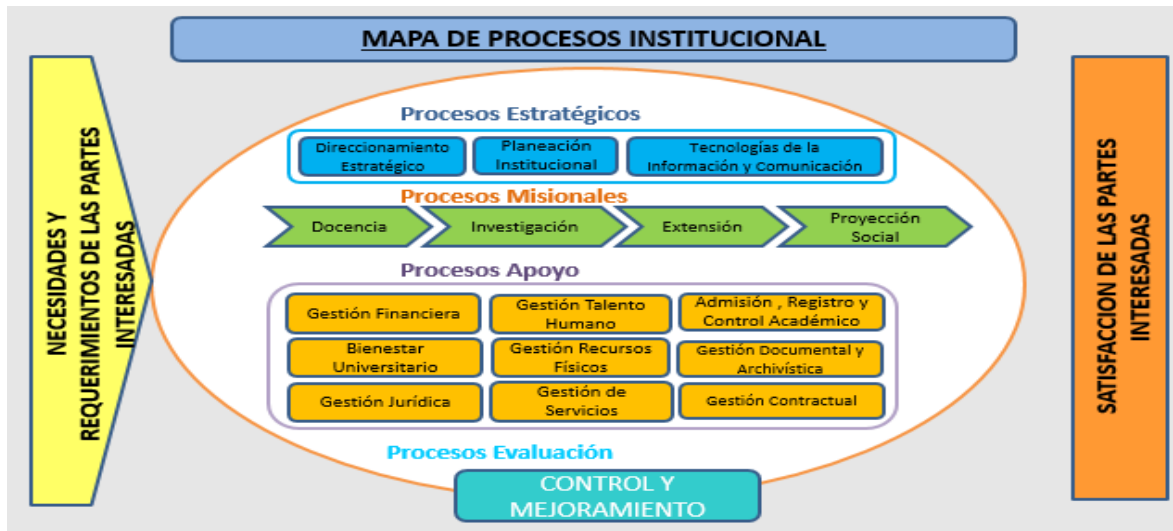 MAPA DE PROCESOS INSTITUCIONAL
NECESIDADES Y
REQUERIMIENTOS DE LAS PARTES
INTERESADAS
Procesos Estratégicos
Direccionamiento
Estratégico
Planeación
Institucional
Tecnologías de la
Información y Comunicación
Procesos Misionales
Docencia
Investigación
Extensión
Proyección
Social
Procesos Apoyo
Gestión Financiera
Gestión Talento
Humano
Admisión , Registro y
Control Académico
Bienestar
Universitario
Gestión Recursos
Físicos
Gestión Documental y
Archivística
Gestión Jurídica
Gestión de
Servicios
Gestión Contractual
Procesos Evaluación
CONTROL Y
MEJORAMIENTO
SATISFACCION DE LAS PARTES
INTERESADAS